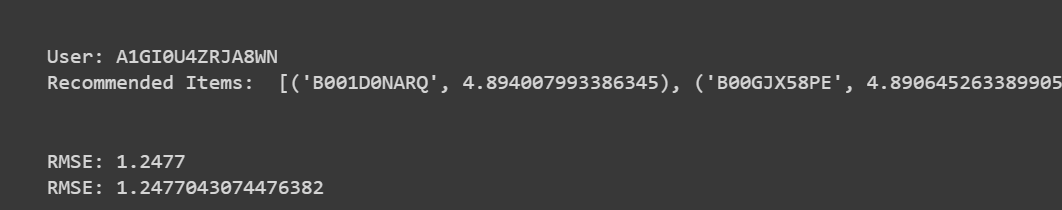 User: A1GI0U4ZRJA8WN
Recommended Items:  [('B001D0NARQ', 4.894007993386345), ('B00GJX58PE', 4.890645263389905
RMSE: 1.2477
RMSE: 1.2477043074476382